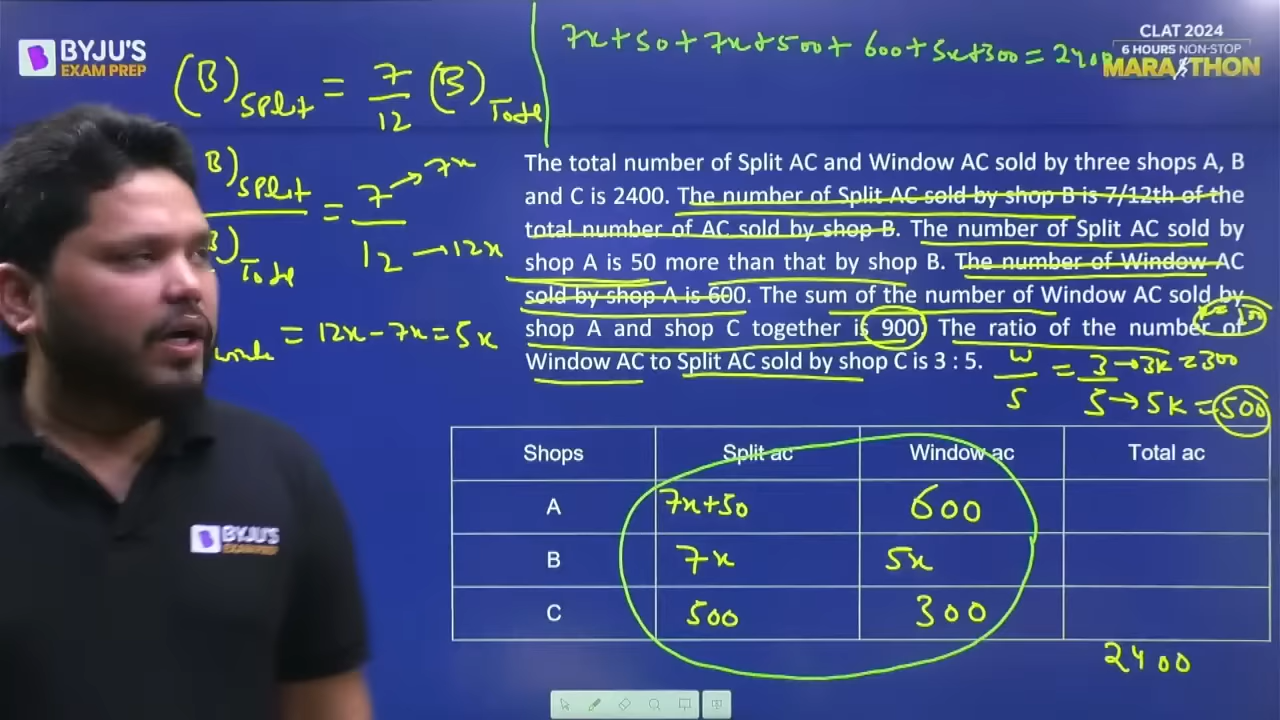 BYJU'S
EXAM PREP
CLAT 2024
6 HOURS NON-STOP
MARATHON
7x+50+7x+500+600+5x+300=2400
(B)Split = 7/12 (B)Total
B)Split
B)Total
= 7 → 7x
12 → 12x
= 12x-7x=5x
The total number of Split AC and Window AC sold by three shops A, B
and C is 2400. The number of Split AC sold by shop B is 7/12th of the
total number of AC sold by shop B. The number of Split AC sold by
shop A is 50 more than that by shop B. The number of Window AC
sold by shop A is 600. The sum of the number of Window AC sold by
shop A and shop C together is 900. The ratio of the number of
Window AC to Split AC sold by shop C is 3 : 5.
W/S = 3 → 3k = 300
5 → 5k = 500
Shops Split ac Window ac Total ac
A 7x+50 600
B 7x 5x
C 500 300
2400
BYJU'S
EXAM PREP